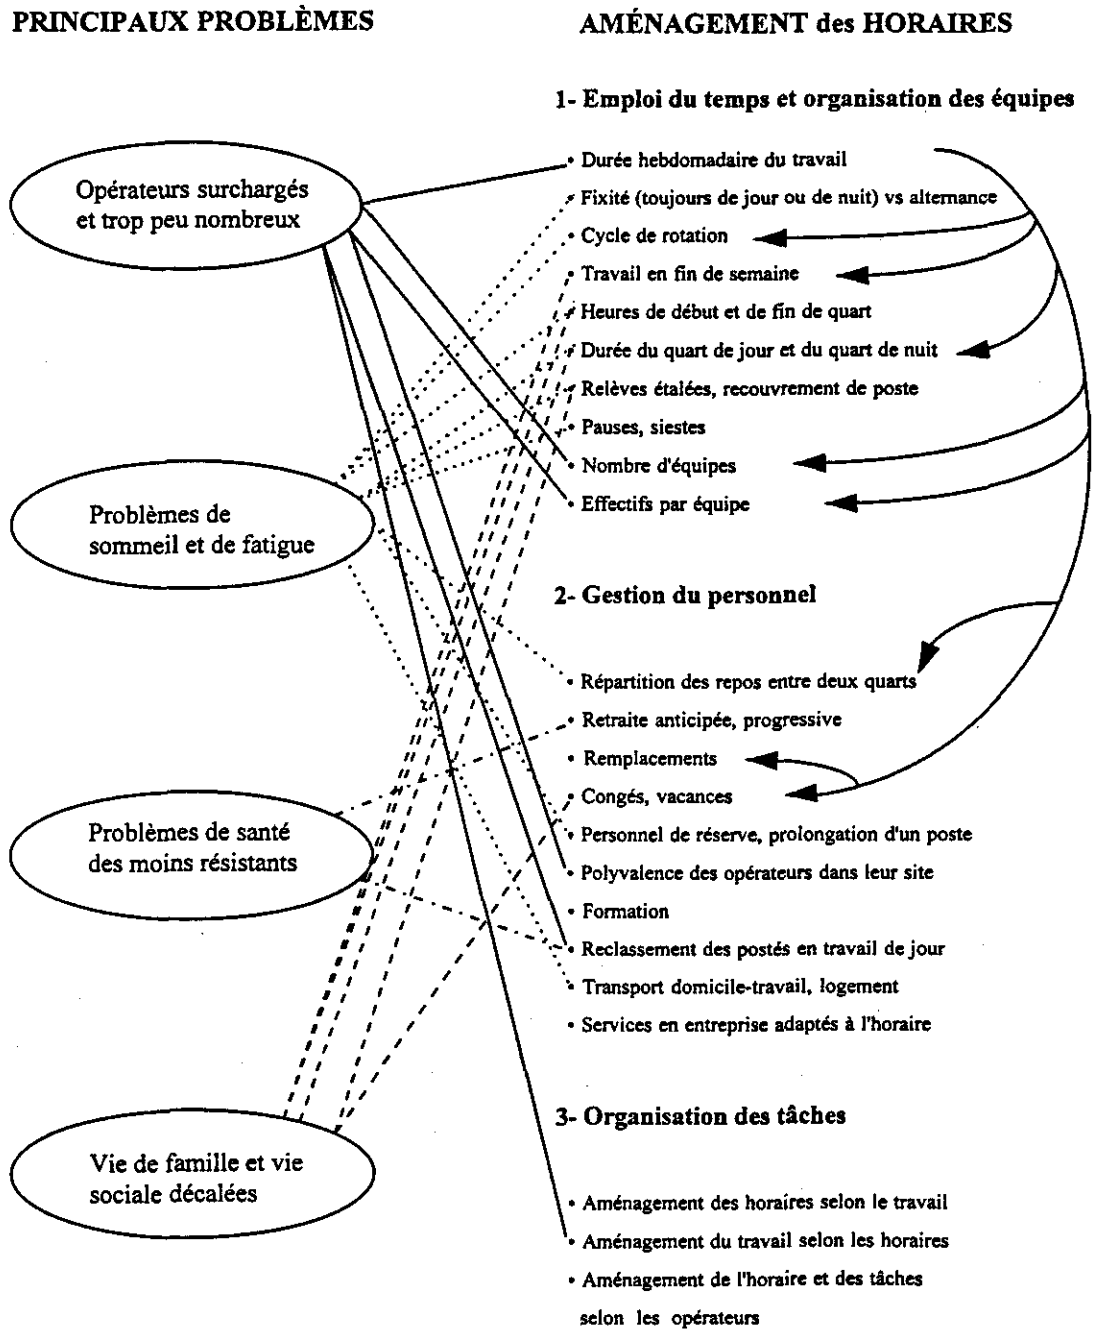 PRINCIPAUX PROBLÈMES
AMÉNAGEMENT des HORAIRES
1- Emploi du temps et organisation des équipes
• Durée hebdomadaire du travail
• Fixité (toujours de jour ou de nuit) vs alternance
• Cycle de rotation
• Travail en fin de semaine
• Heures de début et de fin de quart
• Durée du quart de jour et du quart de nuit
• Relèves étalées, recouvrement de poste
• Pauses, siestes
• Nombre d'équipes
• Effectifs par équipe
2- Gestion du personnel
• Répartition des repos entre deux quarts
• Retraite anticipée, progressive
• Remplacements
• Congés, vacances
• Personnel de réserve, prolongation d'un poste
• Polyvalence des opérateurs dans leur site
• Formation
• Reclassement des postés en travail de jour
• Transport domicile-travail, logement
• Services en entreprise adaptés à l'horaire
3- Organisation des tâches
• Aménagement des horaires selon le travail
• Aménagement du travail selon les horaires
• Aménagement de l'horaire et des tâches
selon les opérateurs
Opérateurs surchargés
et trop peu nombreux
Problèmes de
sommeil et de fatigue
Problèmes de santé
des moins résistants
Vie de famille et vie
sociale décalées